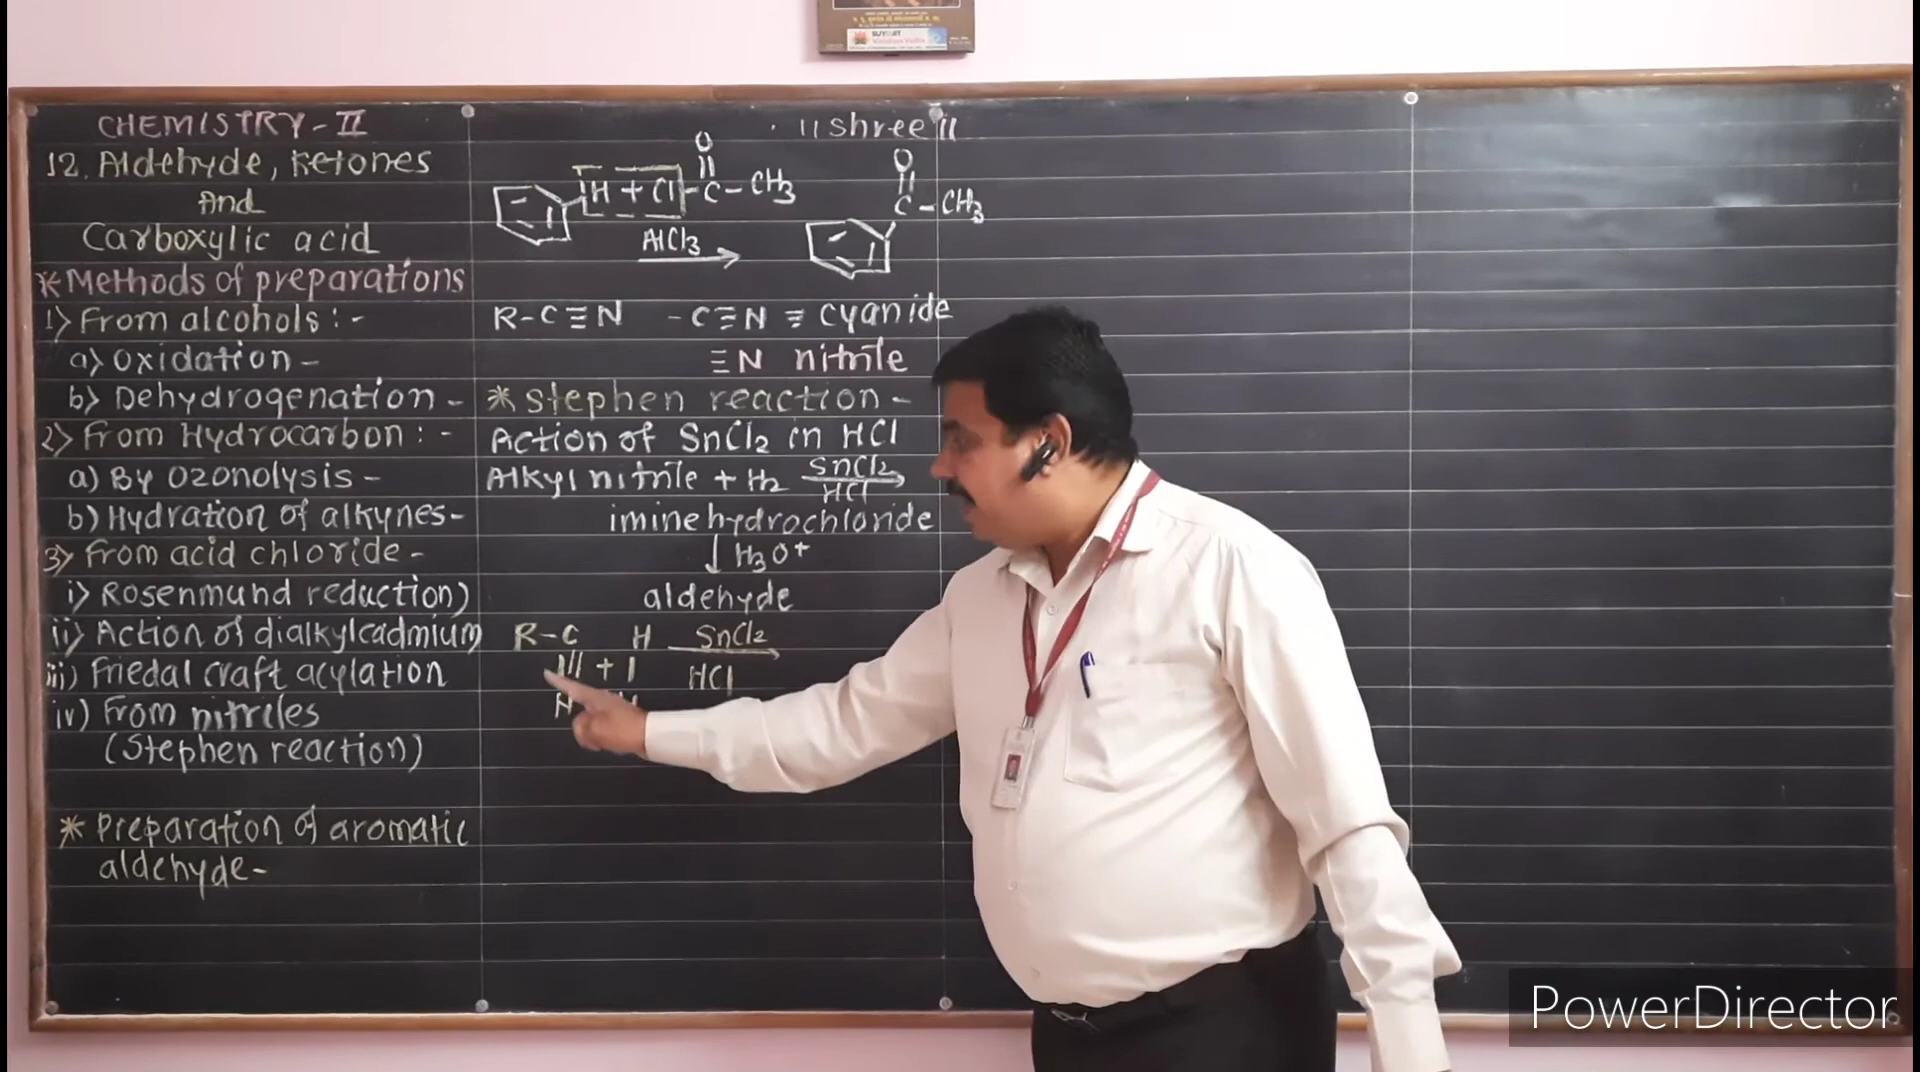 SUYOIT
CHEMISTRY-II
12. Aldehyde, Ketones
And
Carboxylic acid
* Methods of preparations
1) From alcohols : -
a) Oxidation -
b) Dehydrogenation -
2) From Hydrocarbon : -
a) By Ozonolysis -
b) Hydration of alkynes -
3) From acid chloride -
i) Rosenmund reduction)
ii) Action of dialkylcadmium
iii) Friedal craft acylation
iv) From nitriles
(Stephen reaction)
* Preparation of aromatic
aldehyde -
|| Shree ||
O
H + Cl - C - CH3
AlCl3
O
C - CH3
R-C≡N -C≡N ≡ cyanide
≡N nitrile
* Stephen reaction -
Action of SnCl2 in HCl
Alkyl nitrile + H2 SnCl2
HCl
imine hydrochloride
↓ H3O+
aldehyde
R-C H SnCl2
||| + | HCl
PowerDirector